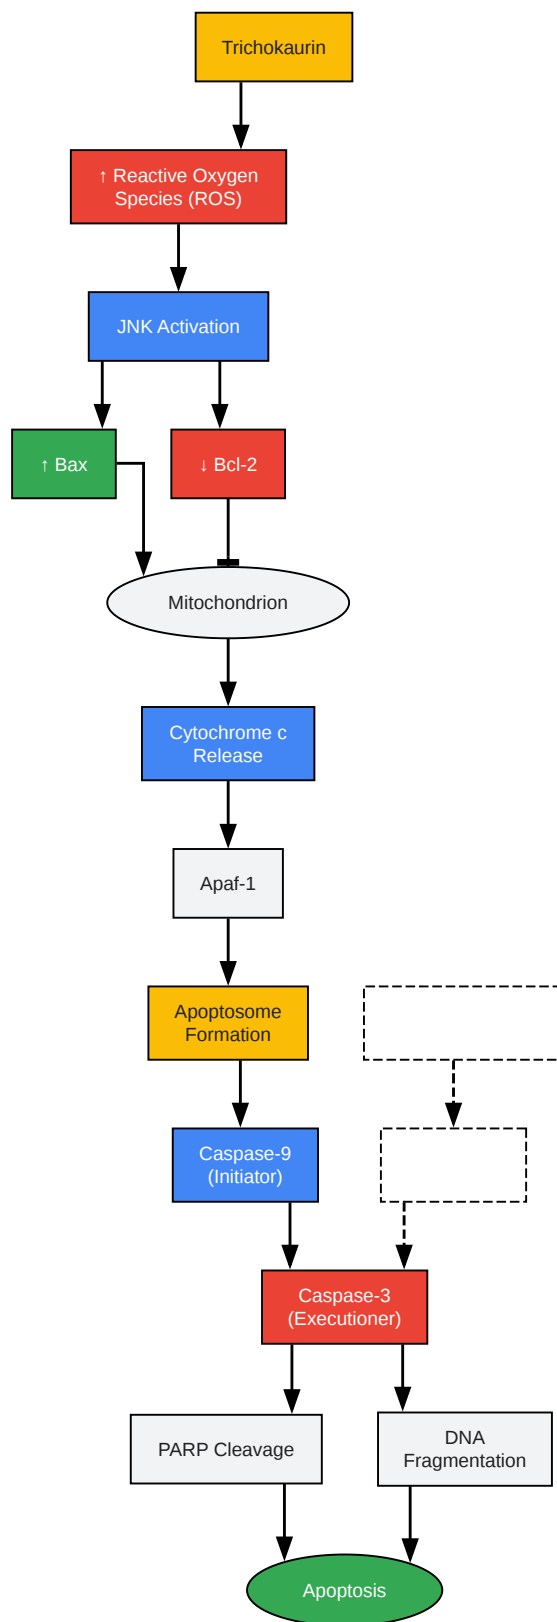 Trichokaurin
↑ Reactive Oxygen
Species (ROS)
JNK Activation
↑ Bax
↓ Bcl-2
Mitochondrion
Cytochrome c
Release
Apaf-1
Apoptosome
Formation
Caspase-9
(Initiator)
Caspase-3
(Executioner)
PARP Cleavage
DNA
Fragmentation
Apoptosis